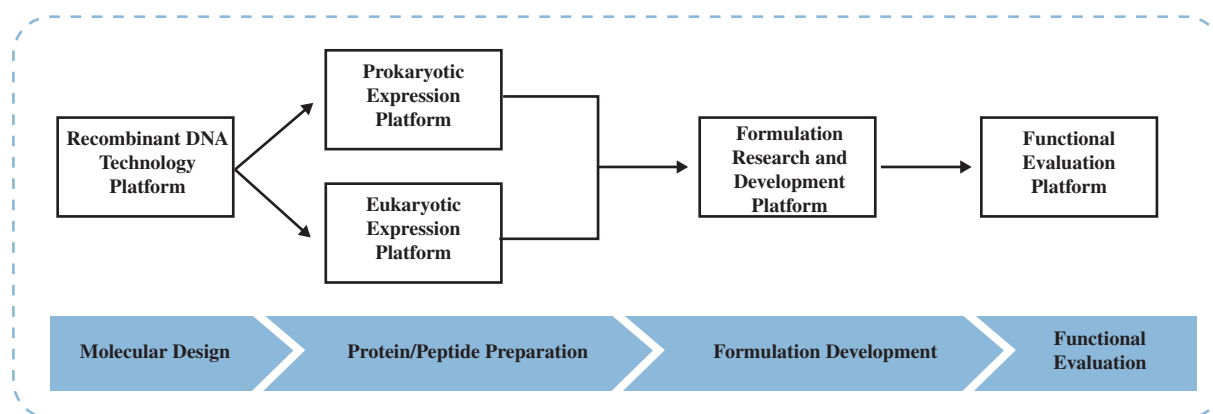 Recombinant DNA
Technology
Platform
Prokaryotic
Expression
Platform
Eukaryotic
Expression
Platform
Formulation
Research and
Development
Platform
Functional
Evaluation
Platform
Molecular Design
Protein/Peptide Preparation
Formulation Development
Functional
Evaluation